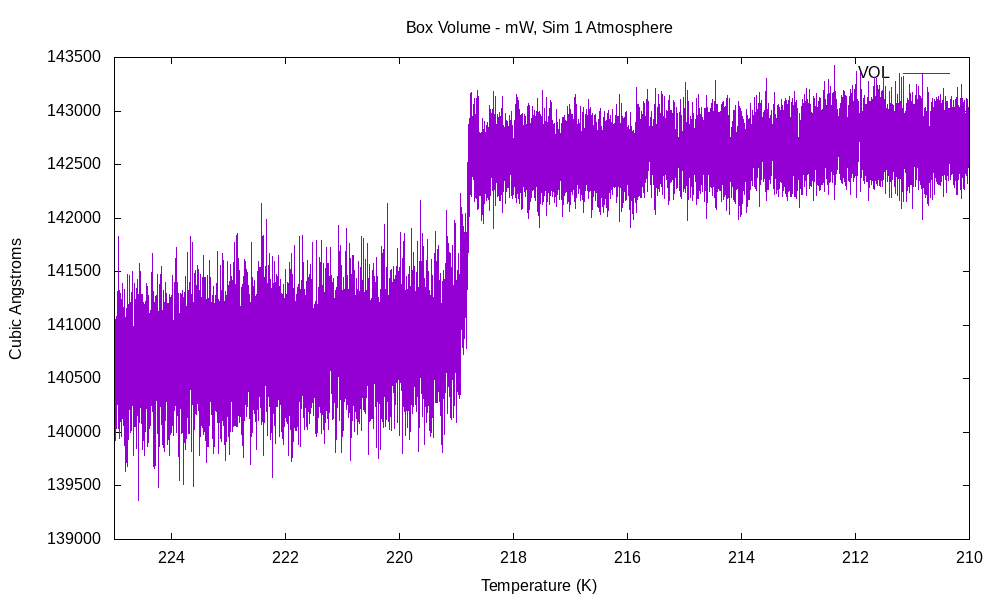 Box Volume - mW, Sim 1 Atmosphere
VOL
143500
143000
142500
142000
141500
141000
140500
140000
139500
139000
Cubic Angstroms
224 222 220 218 216 214 212 210
Temperature (K)